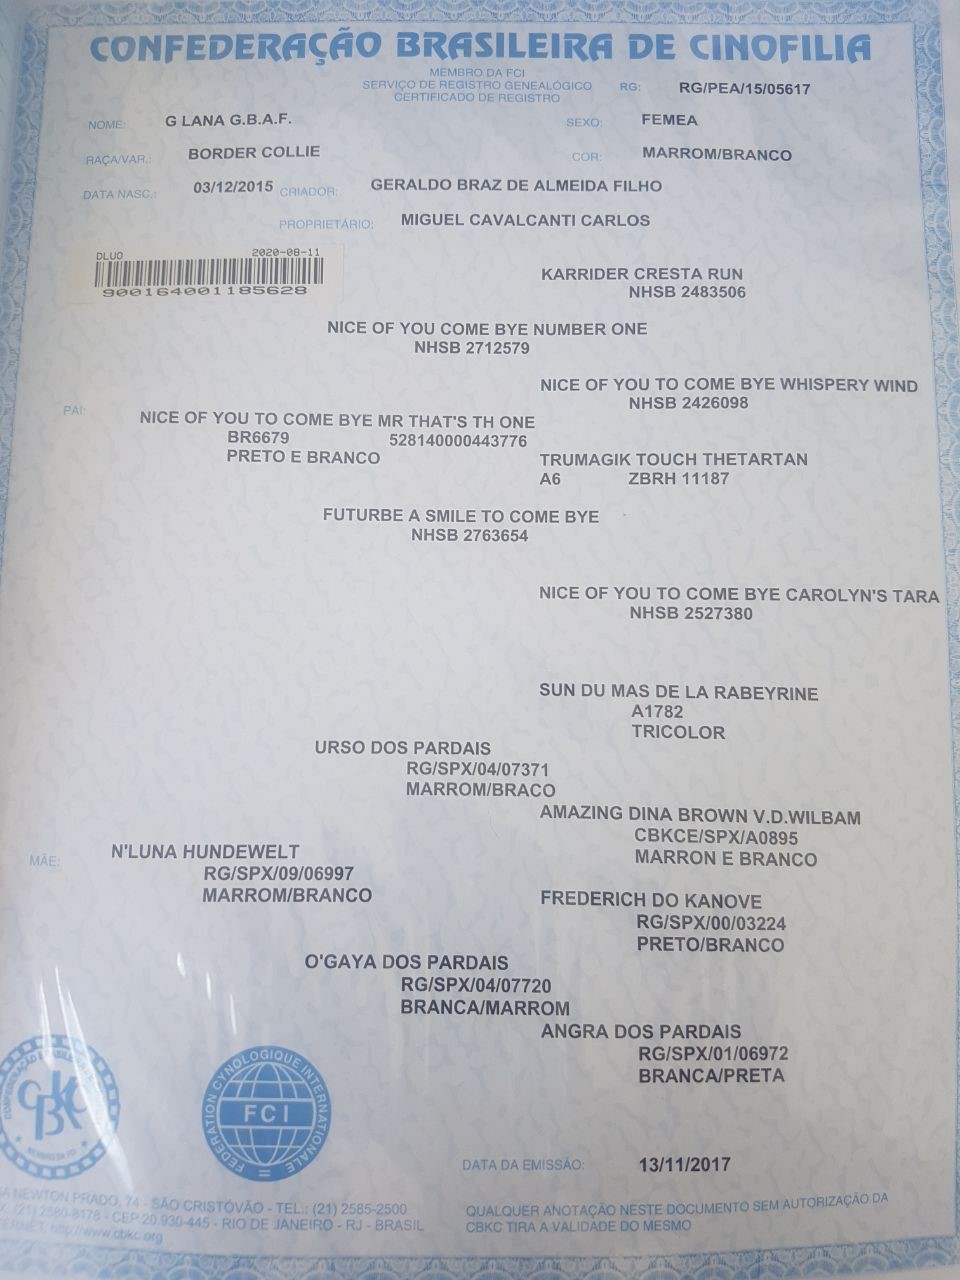 CONFEDERAÇÃO BRASILEIRA DE CINOFILIA
MEMBRO DA FCI
SERVIÇO DE REGISTRO GENEALÓGICO
CERTIFICADO DE REGISTRO
RG: RG/PEA/15/05617
NOME: G LANA G.B.A.F. SEXO: FEMEA
RAÇA/VAR.: BORDER COLLIE COR: MARROM/BRANCO
DATA NASC.: 03/12/2015 CRIADOR: GERALDO BRAZ DE ALMEIDA FILHO
PROPRIETÁRIO: MIGUEL CAVALCANTI CARLOS
DLUO 2020-08-11
900164001185628
KARRIDER CRESTA RUN
NHSB 2483506
NICE OF YOU COME BYE NUMBER ONE
NHSB 2712579
NICE OF YOU TO COME BYE WHISPERY WIND
NHSB 2426098
PAI:
NICE OF YOU TO COME BYE MR THAT'S TH ONE
BR6679 528140000443776
PRETO E BRANCO
TRUMAGIK TOUCH THETARTAN
A6 ZBRH 11187
FUTURBE A SMILE TO COME BYE
NHSB 2763654
NICE OF YOU TO COME BYE CAROLYN'S TARA
NHSB 2527380
SUN DU MAS DE LA RABEYRINE
A1782
TRICOLOR
URSO DOS PARDAIS
RG/SPX/04/07371
MARROM/BRACO
AMAZING DINA BROWN V.D.WILBAM
CBKCE/SPX/A0895
MARRON E BRANCO
MÃE: N'LUNA HUNDEWELT
RG/SPX/09/06997
MARROM/BRANCO
FREDERICH DO KANOVE
RG/SPX/00/03224
PRETO/BRANCO
O'GAYA DOS PARDAIS
RG/SPX/04/07720
BRANCA/MARROM
ANGRA DOS PARDAIS
RG/SPX/01/06972
BRANCA/PRETA
CBKC
MEMBRO DA FCI
FEDERATION CYNOLOGIQUE INTERNATIONALE
FCI
DATA DA EMISSÃO: 13/11/2017
NEWTON PRADO, 74 - SÃO CRISTÓVÃO - TEL.: (21) 2585-2500
(21) 2580-8178 - CEP 20.930-445 - RIO DE JANEIRO - RJ - BRASIL
http://www.cbkc.org
QUALQUER ANOTAÇÃO NESTE DOCUMENTO SEM AUTORIZAÇÃO DA
CBKC TIRA A VALIDADE DO MESMO